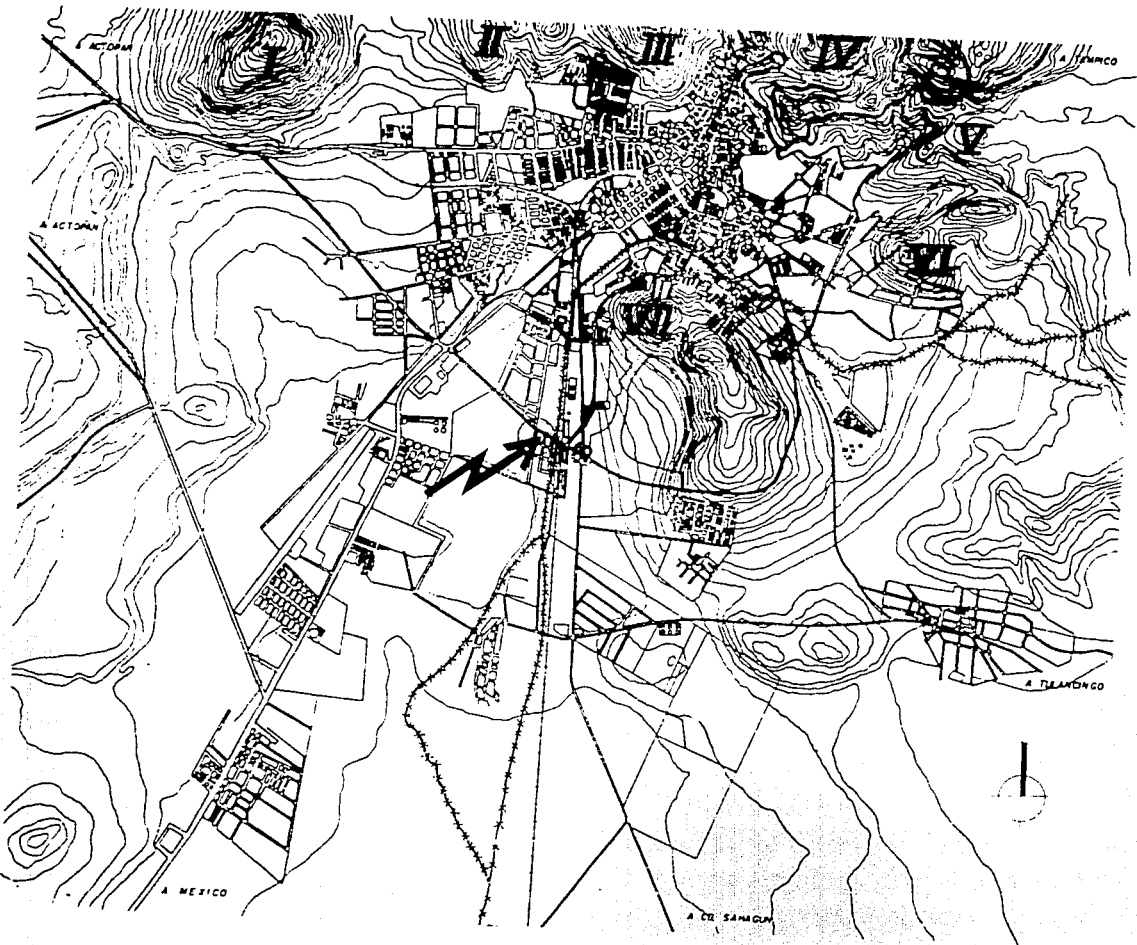 I
II
III
IV
A ACTOPAN
A TAMPICO
V
A ACTOPAN
VI
VII
A TULANCINGO
A MEXICO
A CD. SAHAGUN